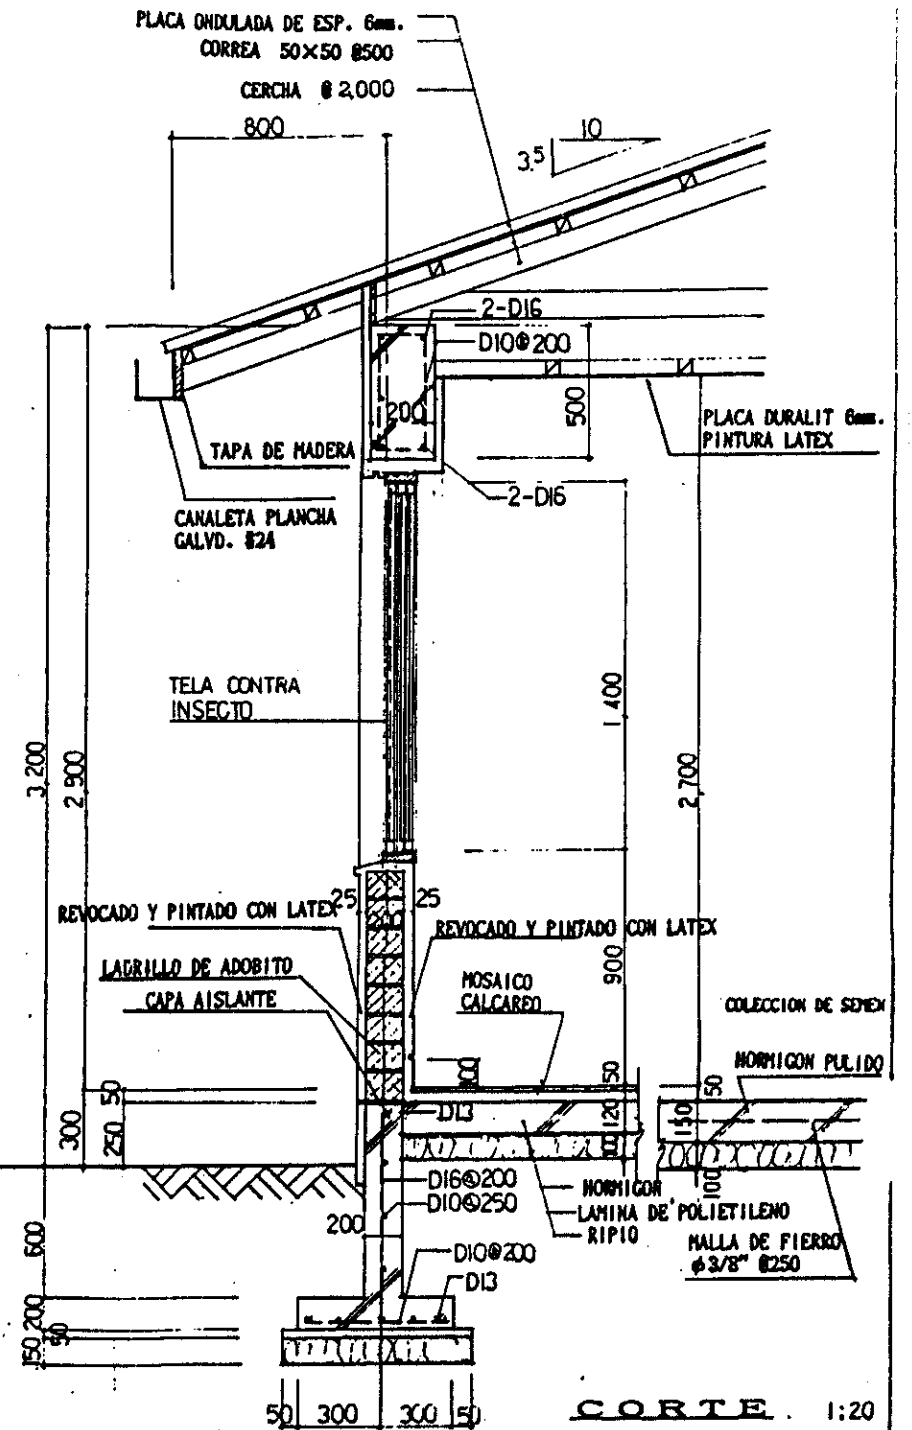 PLACA ONDULADA DE ESP. 6mm.
CORREA 50×50 @500
CERCHA @ 2,000
800
10
3.5
2-D16
D10@200
200
500
PLACA DURALIT 6mm.
PINTURA LATEX
TAPA DE MADERA
2-D16
CANALETA PLANCHA
GALVD. #24
TELA CONTRA
INSECTO
1,400
3,200
2,900
2,700
25
25
REVOCADO Y PINTADO CON LATEX
REVOCADO Y PINTADO CON LATEX
900
LADRILLO DE ADOBITO
MOSAICO
CALCAREO
CAPA AISLANTE
COLECCION DE SEMEN
HORMIGON PULIDO
100
50
50
50
D13
300
250
120
150
100
100
D16@200
D10@250
HORMIGON
LAMINA DE POLIETILENO
RIPIO
200
MALLA DE FIERRO
φ3/8" @250
600
D10@200
D13
200
50
150
50
300
300
50
CORTE 1:20